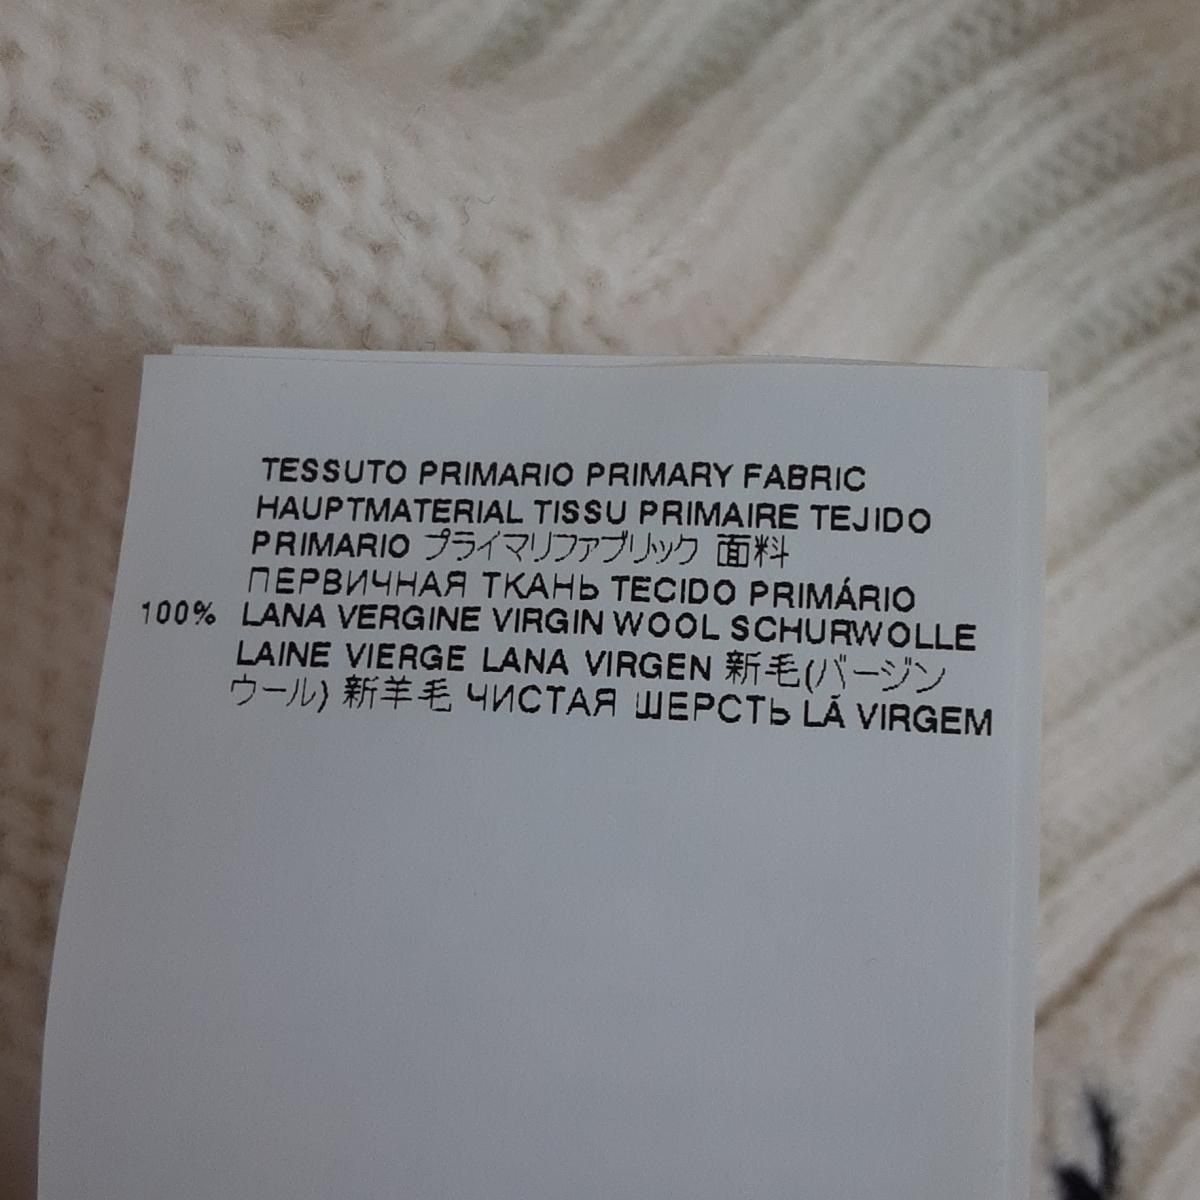 TESSUTO PRIMARIO PRIMARY FABRIC
HAUPTMATERIAL TISSU PRIMAIRE TEJIDO
PRIMARIO プライマリファブリック 面料
ПЕРВИЧНАЯ ТКАНЬ TECIDO PRIMÁRIO
100% LANA VERGINE VIRGIN WOOL SCHURWOLLE
LAINE VIERGE LANA VIRGEN 新毛(バージン
ウール) 新羊毛 ЧИСТАЯ ШЕРСТЬ LÃ VIRGEM